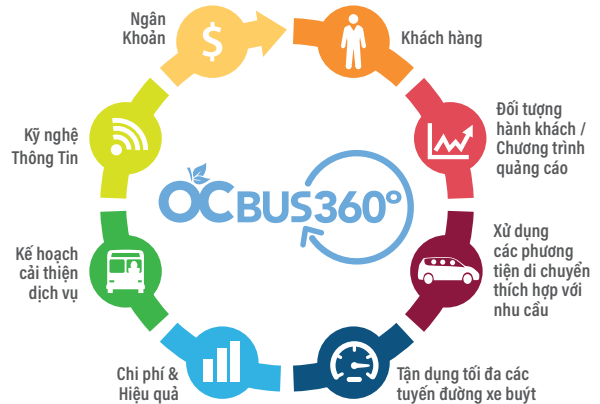 Ngân
Khoản
$
Khách hàng
Đối tượng
hành khách /
Chương trình
quảng cáo
Xử dụng
các phương
tiện di chuyển
thích hợp với
nhu cầu
Tận dụng tối đa các
tuyến đường xe buýt
Chi phí &
Hiệu quả
Kế hoạch
cải thiện
dịch vụ
Kỹ nghệ
Thông Tin
OCBUS360°